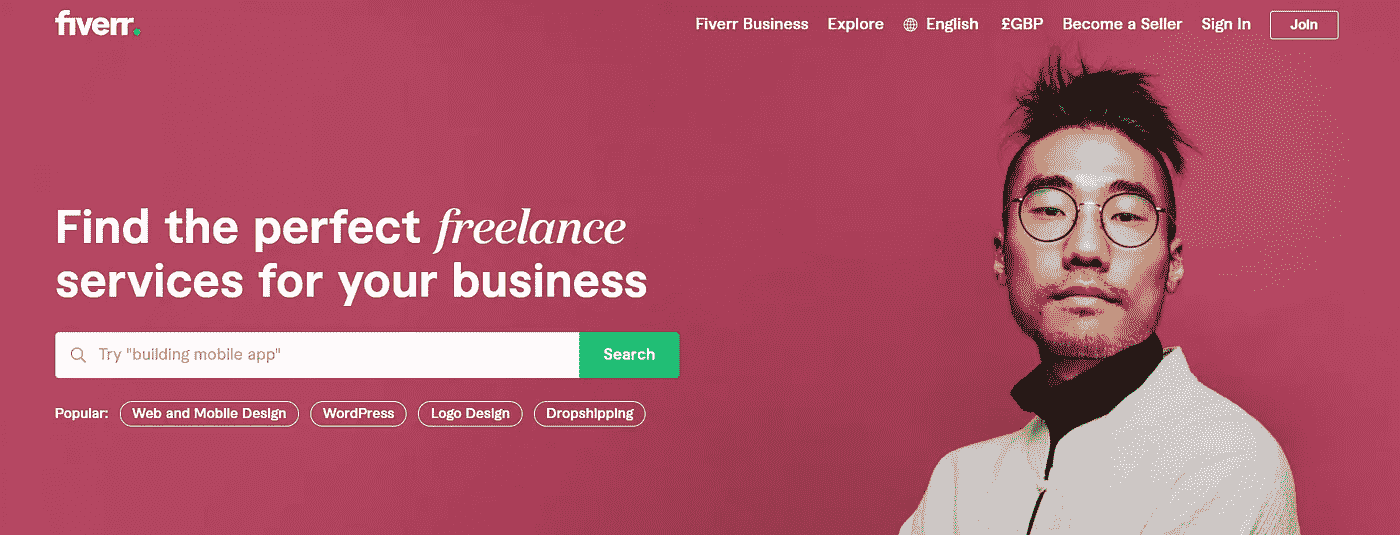 fiverr.
Fiverr Business Explore English £GBP Become a Seller Sign In Join
Find the perfect freelance
services for your business
Try "building mobile app" Search
Popular: Web and Mobile Design WordPress Logo Design Dropshipping